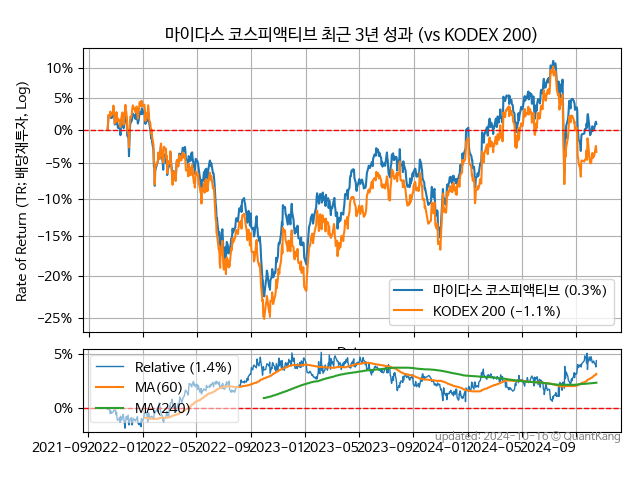 마이다스 코스피액티브 최근 3년 성과 (vs KODEX 200)
Rate of Return (TR: 배당재투자, Log)
10%
5%
0%
−5%
−10%
−15%
−20%
−25%
마이다스 코스피액티브 (0.3%)
KODEX 200 (−1.1%)
5%
0%
Relative (1.4%)
MA(60)
MA(240)
2021-09
2022-01
2022-05
2022-09
2023-01
2023-05
2023-09
2024-01
2024-05
2024-09
updated: 2024-10-16 © QuantKang